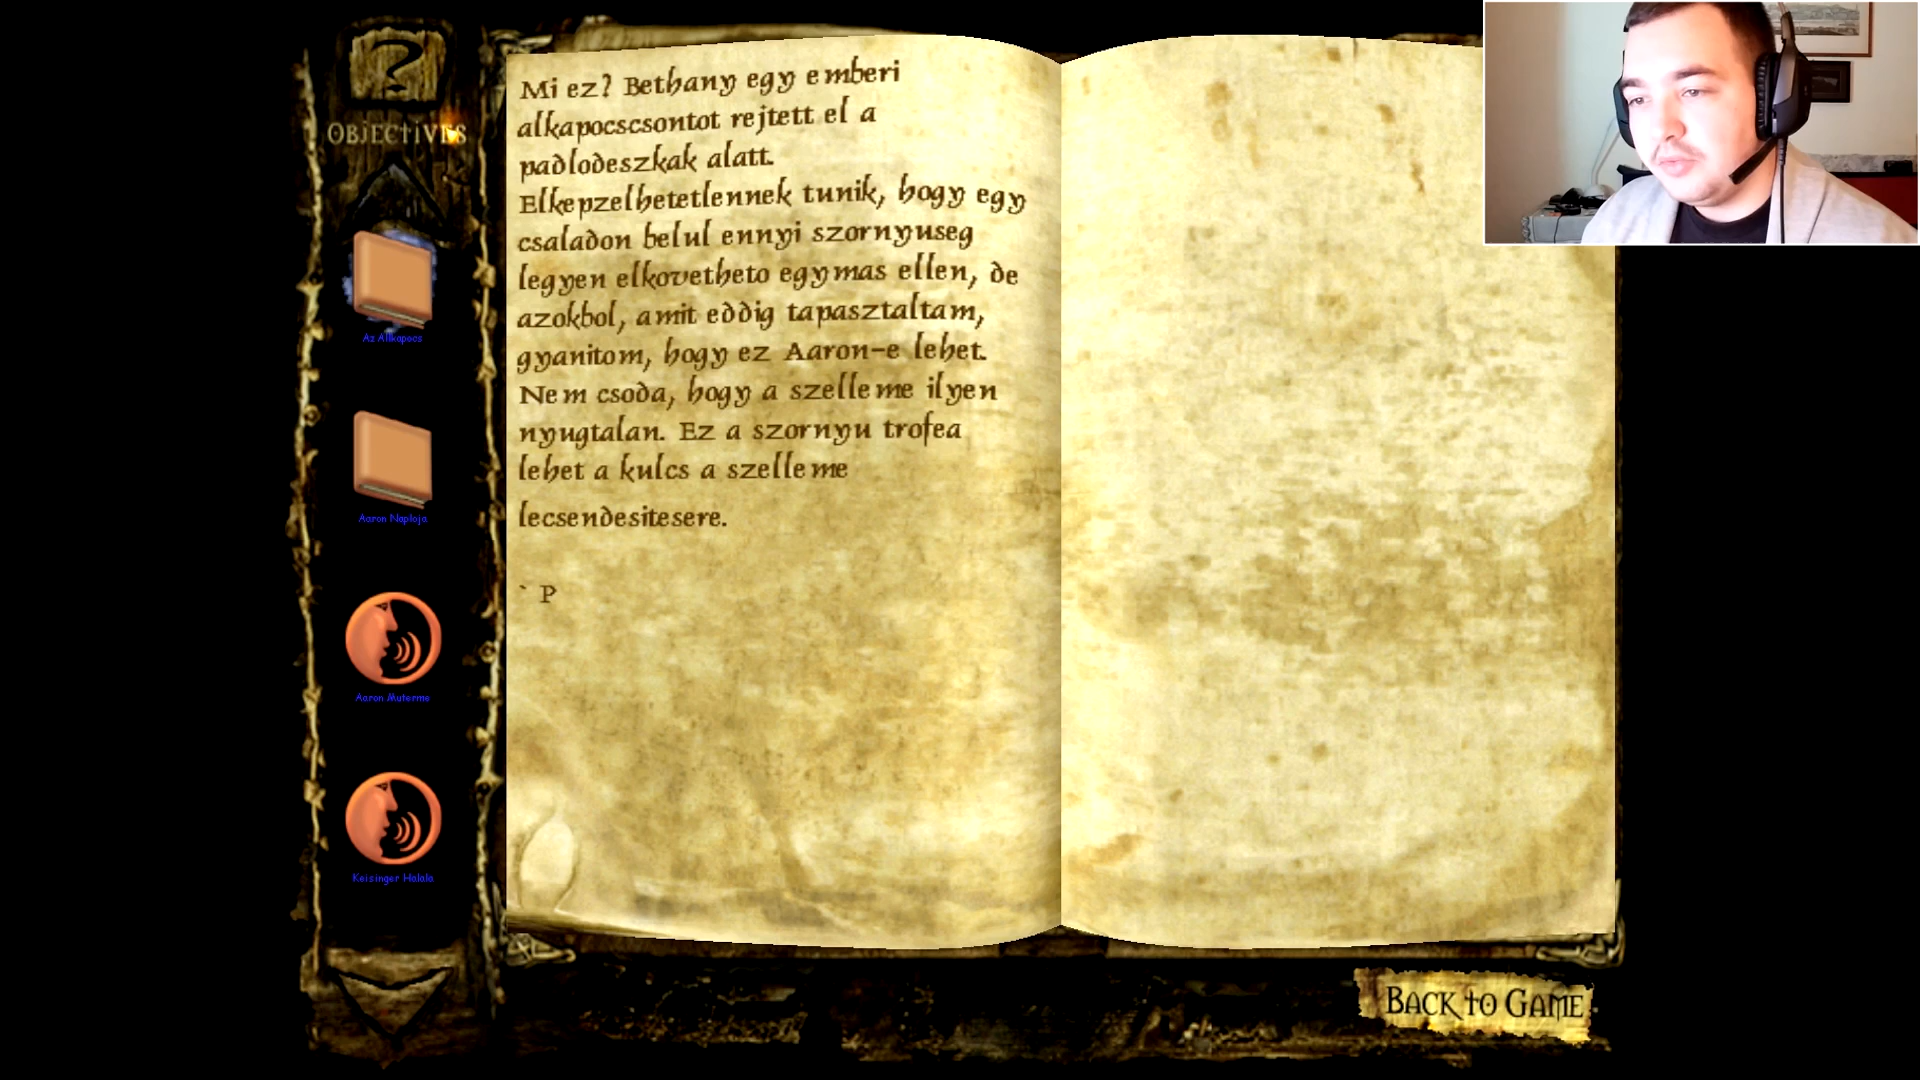 OBJECTIVES
Az Allkapocs
Aaron Naploja
Aaron Muterme
Keisinger Halala
Mi ez? Bethany egy emberi
alkapocscsontot rejtett el a
padlodeszkak alatt.
Elkepzelhetetlennek tunik, hogy egy
csaladon belul ennyi szornyuseg
legyen elkovetheto egymas ellen, de
azokbol, amit eddig tapasztaltam,
gyanitom, hogy ez Aaron-e lehet.
Nem csoda, hogy a szelleme ilyen
nyugtalan. Ez a szornyu trofea
lehet a kulcs a szelleme
lecsendesitesere.
` P
BACK TO GAME